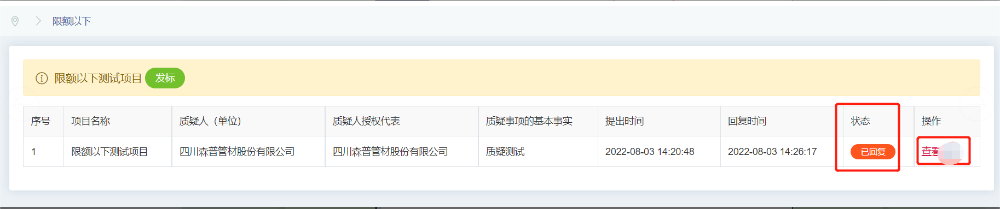 限额以下
限额以下测试项目 发标
序号 项目名称 质疑人（单位） 质疑人授权代表 质疑事项的基本事实 提出时间 回复时间 状态 操作
1 限额以下测试项目 四川森普管材股份有限公司 四川森普管材股份有限公司 质疑测试 2022-08-03 14:20:48 2022-08-03 14:26:17 已回复 查看